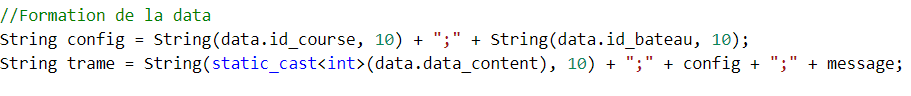 //Formation de la data
String config = String(data.id_course, 10) + ";" + String(data.id_bateau, 10);
String trame = String(static_cast<int>(data.data_content), 10) + ";" + config + ";" + message;